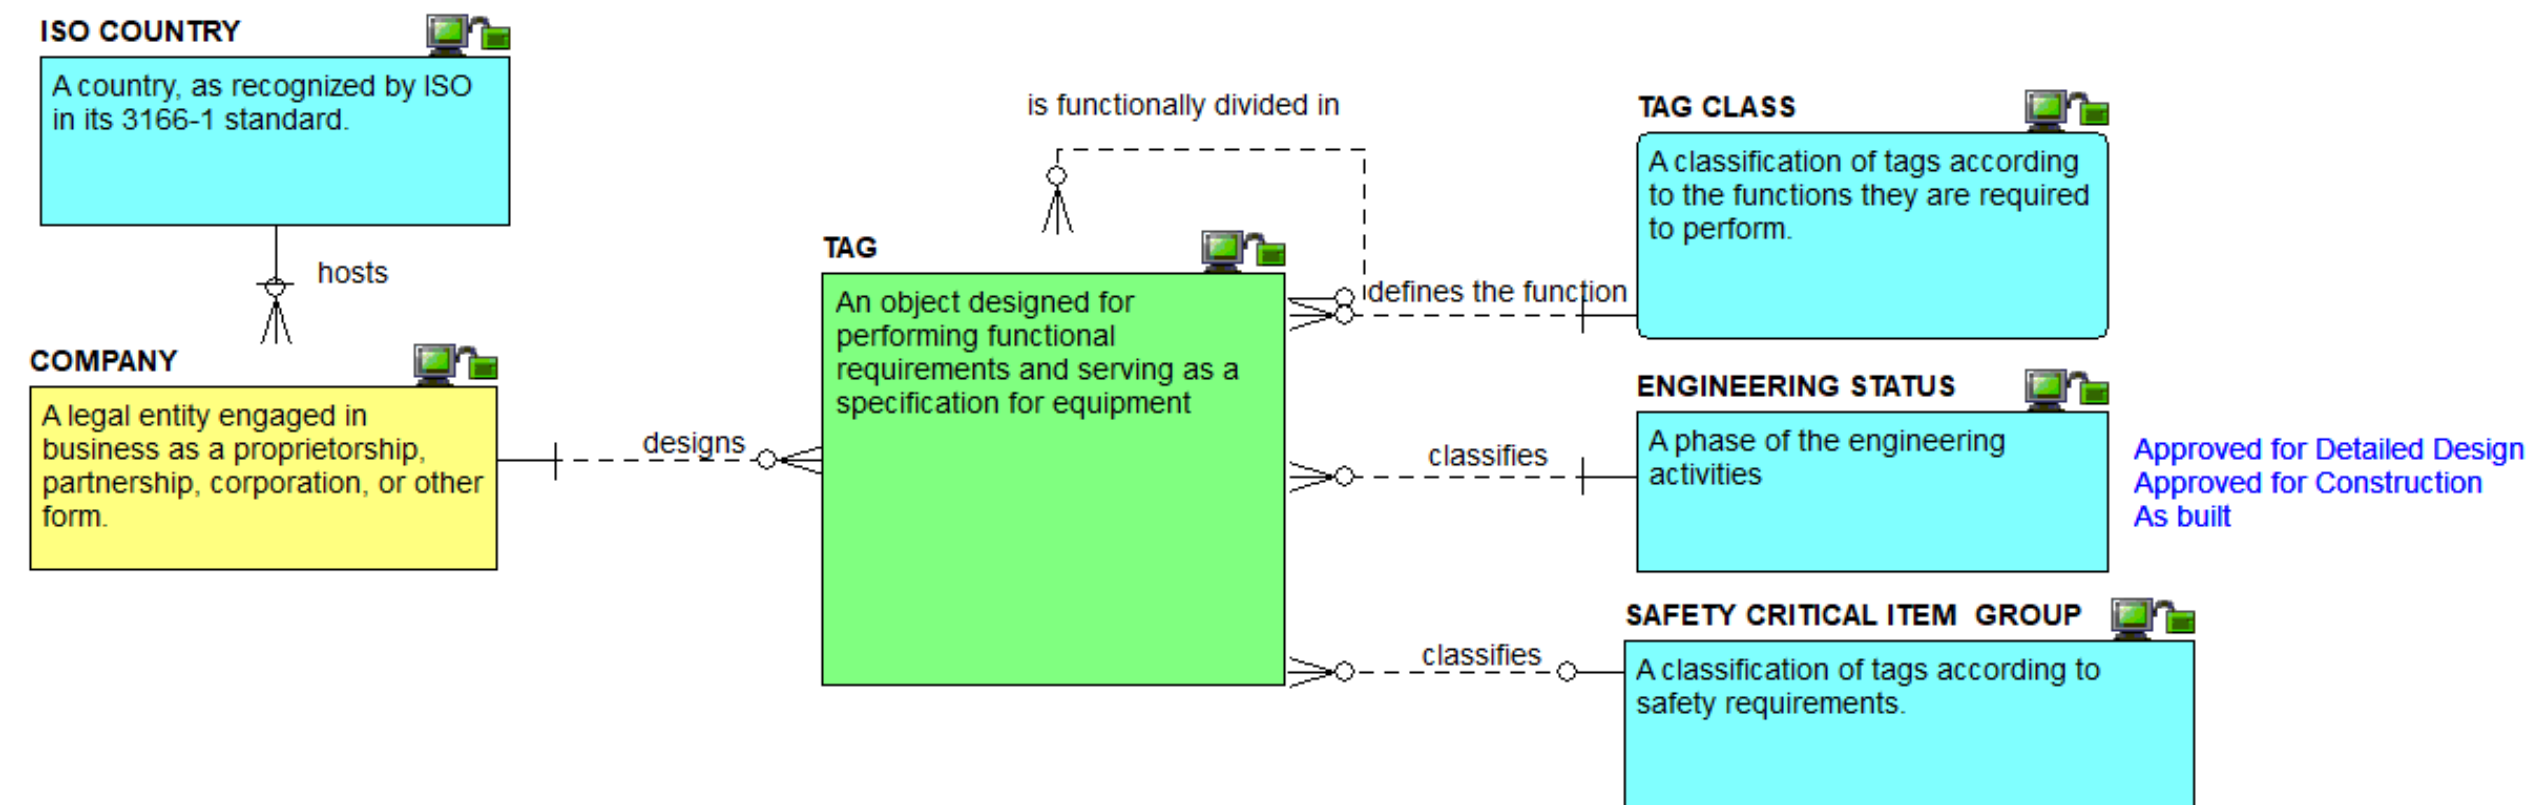 ISO COUNTRY
A country, as recognized by ISO
in its 3166-1 standard.
hosts
COMPANY
A legal entity engaged in
business as a proprietorship,
partnership, corporation, or other
form.
designs
is functionally divided in
TAG
An object designed for
performing functional
requirements and serving as a
specification for equipment
defines the function
classifies
classifies
TAG CLASS
A classification of tags according
to the functions they are required
to perform.
ENGINEERING STATUS
A phase of the engineering
activities
Approved for Detailed Design
Approved for Construction
As built
SAFETY CRITICAL ITEM GROUP
A classification of tags according to
safety requirements.